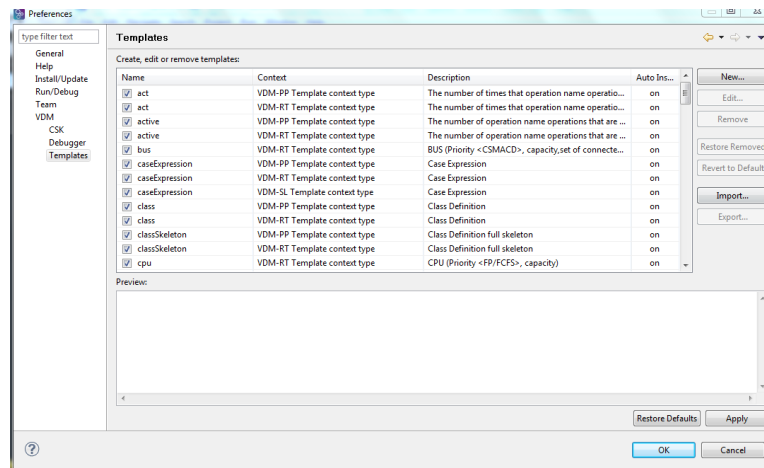 Preferences
type filter text
Templates
General
Help
Install/Update
Run/Debug
Team
VDM
CSK
Debugger
Templates
Create, edit or remove templates:
Name Context Description Auto Ins...
act VDM-PP Template context type The number of times that operation name operatio... on
act VDM-RT Template context type The number of times that operation name operatio... on
active VDM-PP Template context type The number of operation name operations that are ... on
active VDM-RT Template context type The number of operation name operations that are ... on
bus VDM-RT Template context type BUS (Priority <CSMACD>, capacity,set of connecte... on
caseExpression VDM-PP Template context type Case Expression on
caseExpression VDM-RT Template context type Case Expression on
caseExpression VDM-SL Template context type Case Expression on
class VDM-PP Template context type Class Definition on
class VDM-RT Template context type Class Definition on
classSkeleton VDM-PP Template context type Class Definition full skeleton on
classSkeleton VDM-RT Template context type Class Definition full skeleton on
cpu VDM-RT Template context type CPU (Priority <FP/FCFS>, capacity) on
New...
Edit...
Remove
Restore Removed
Revert to Default
Import...
Export...
Preview:
Restore Defaults Apply
OK Cancel